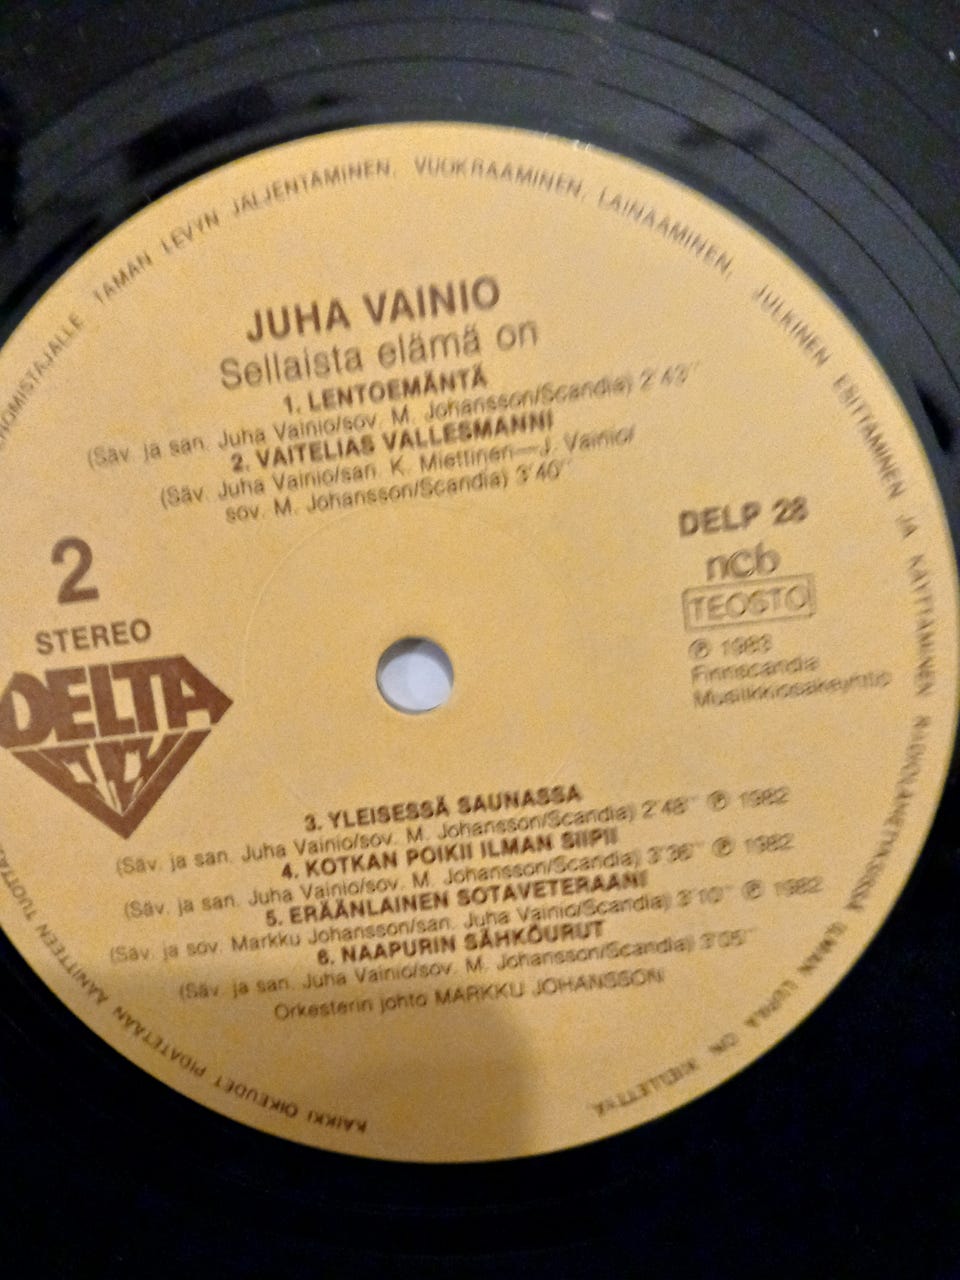 JUHA VAINIO
Sellaista elämä on
1. LENTOEMÄNTÄ
(Säv. ja san. Juha Vainio/sov. M. Johansson/Scandia) 2'43''
2. VAITELIAS VALLESMANNI
(Säv. Juha Vainio/san. K. Miettinen—J. Vainio/
sov. M. Johansson/Scandia) 3'40''
2
STEREO
DELTA
DELP 28
ncb
TEOSTO
℗ 1983
Finnscandia
Musiikkiosakeyhtiö
3. YLEISESSÄ SAUNASSA
(Säv. ja san. Juha Vainio/sov. M. Johansson/Scandia) 2'48'' ℗ 1982
4. KOTKAN POIKII ILMAN SIIPII
(Säv. ja san. Juha Vainio/sov. M. Johansson/Scandia) 3'36'' ℗ 1982
5. ERÄÄNLAINEN SOTAVETERAANI
(Säv. ja sov. Markku Johansson/san. Juha Vainio/Scandia) 3'10'' ℗ 1982
6. NAAPURIN SÄHKÖURUT
(Säv. ja san. Juha Vainio/sov. M. Johansson/Scandia) 3'05''
Orkesterin johto MARKKU JOHANSSON
KAIKKI OIKEUDET PIDÄTETÄÄN ÄÄNITTEEN TÄMÄN LEVYN JÄLJENTÄMINEN, VUOKRAAMINEN, LAINAAMINEN, JULKINEN ESITTÄMINEN JA KÄYTTÄMINEN RADIOLÄHETYKSISSÄ ILMAN LUPAA ON KIELLETTYÄ.